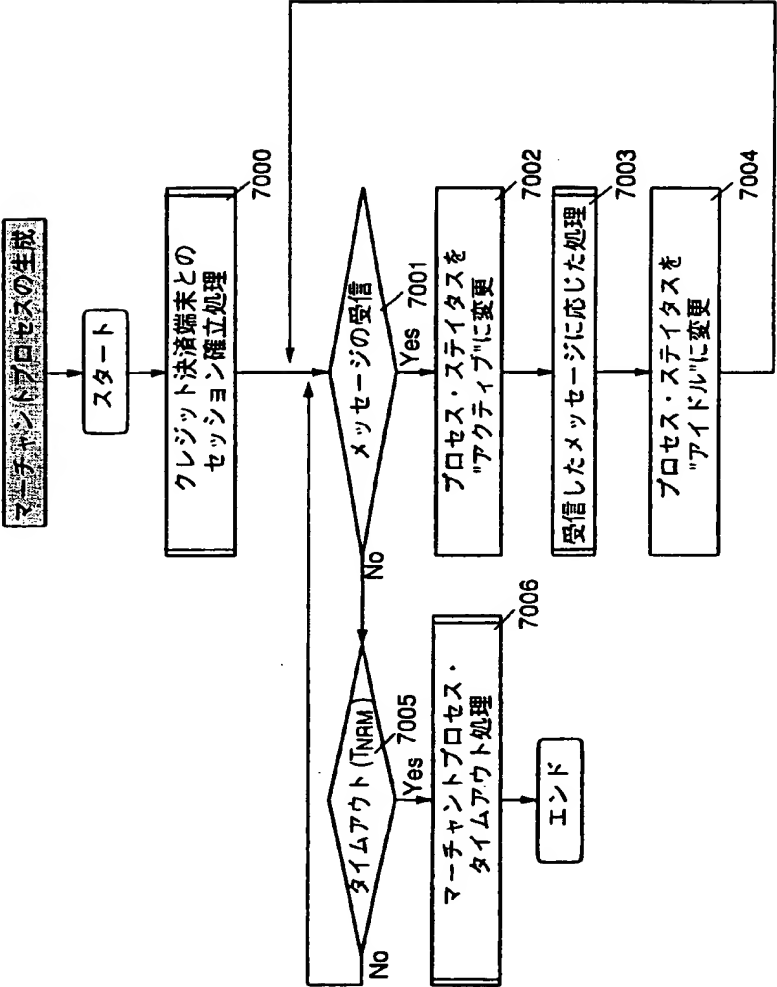 マーチャントプロセスの生成
スタート
クレジット決済端末との
セッション確立処理
7000
メッセージの受信
7001
Yes
No
プロセス・ステイタスを
"アクティブ"に変更
7002
受信したメッセージに応じた処理
7003
プロセス・ステイタスを
"アイドル"に変更
7004
タイムアウト(TNRM)
7005
Yes
No
マーチャントプロセス・
タイムアウト処理
7006
エンド